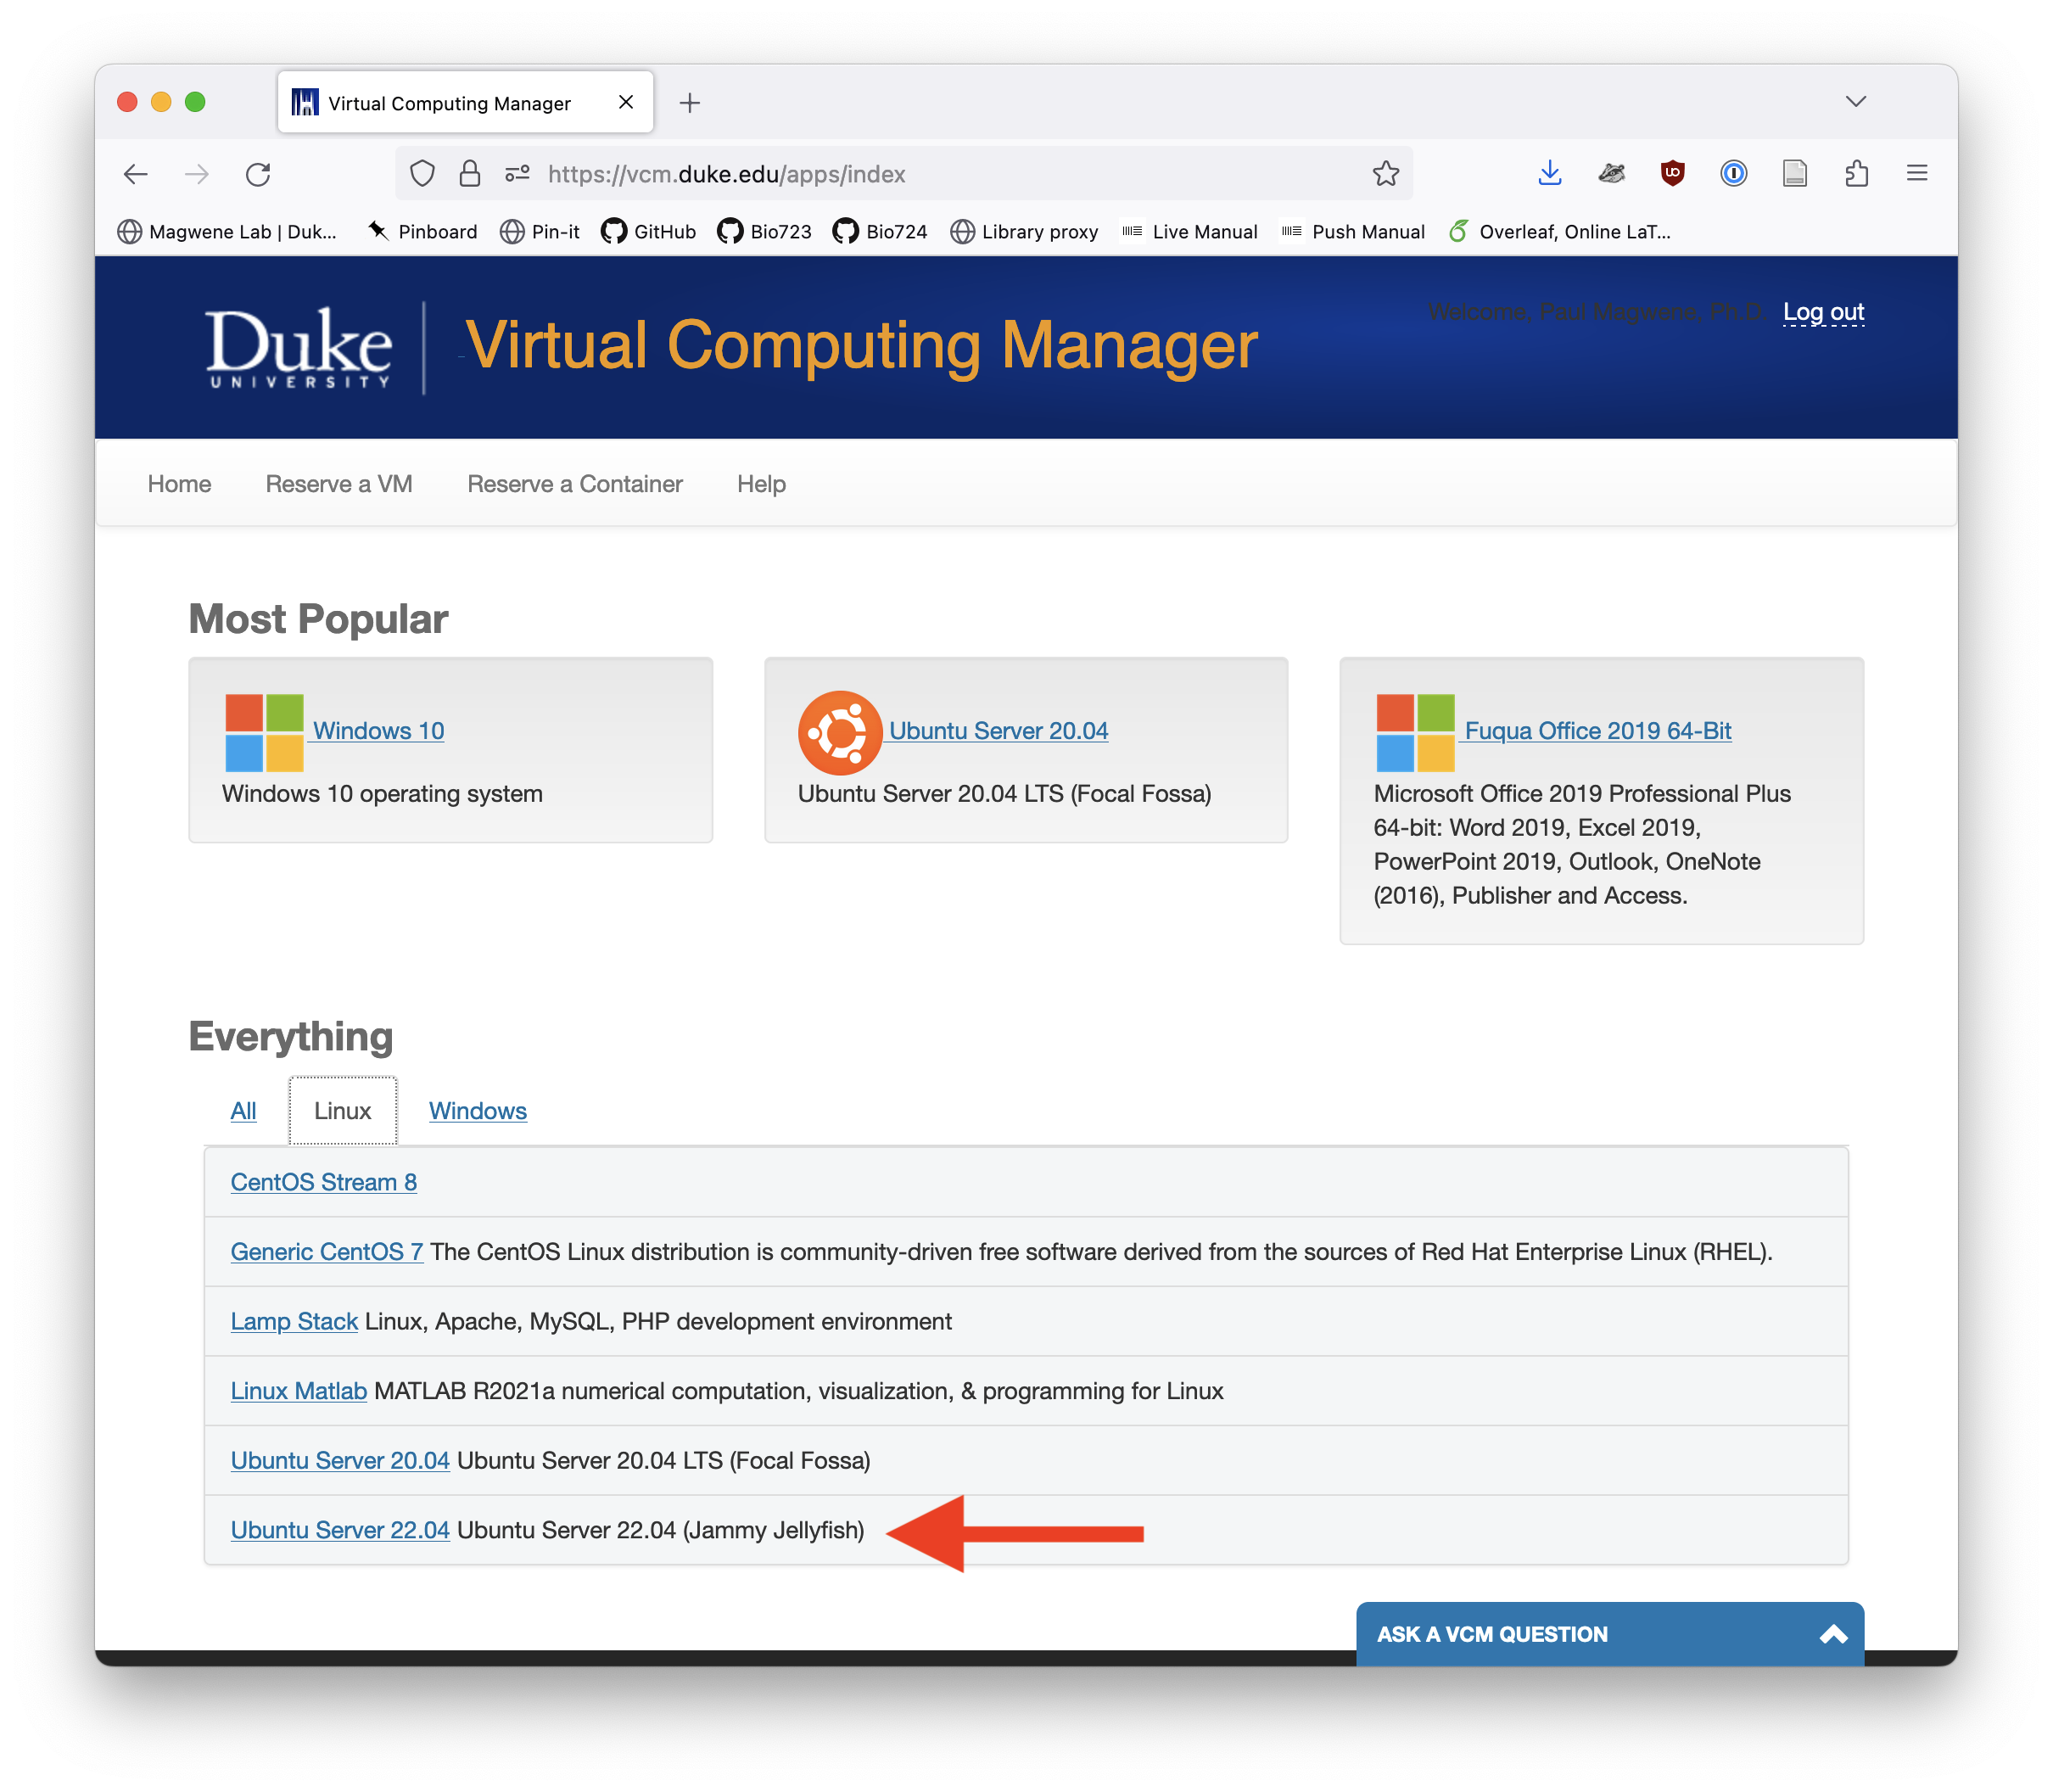 Virtual Computing Manager
https://vcm.duke.edu/apps/index
Magwene Lab | Duk...
Pinboard
Pin-it
GitHub
Bio723
Bio724
Library proxy
Live Manual
Push Manual
Overleaf, Online LaT...
Duke
UNIVERSITY
Virtual Computing Manager
Welcome, Paul Magwene, Ph.D.
Log out
Home
Reserve a VM
Reserve a Container
Help
Most Popular
Windows 10
Windows 10 operating system
Ubuntu Server 20.04
Ubuntu Server 20.04 LTS (Focal Fossa)
Fuqua Office 2019 64-Bit
Microsoft Office 2019 Professional Plus
64-bit: Word 2019, Excel 2019,
PowerPoint 2019, Outlook, OneNote
(2016), Publisher and Access.
Everything
All
Linux
Windows
CentOS Stream 8
Generic CentOS 7 The CentOS Linux distribution is community-driven free software derived from the sources of Red Hat Enterprise Linux (RHEL).
Lamp Stack Linux, Apache, MySQL, PHP development environment
Linux Matlab MATLAB R2021a numerical computation, visualization, & programming for Linux
Ubuntu Server 20.04 Ubuntu Server 20.04 LTS (Focal Fossa)
Ubuntu Server 22.04 Ubuntu Server 22.04 (Jammy Jellyfish)
ASK A VCM QUESTION